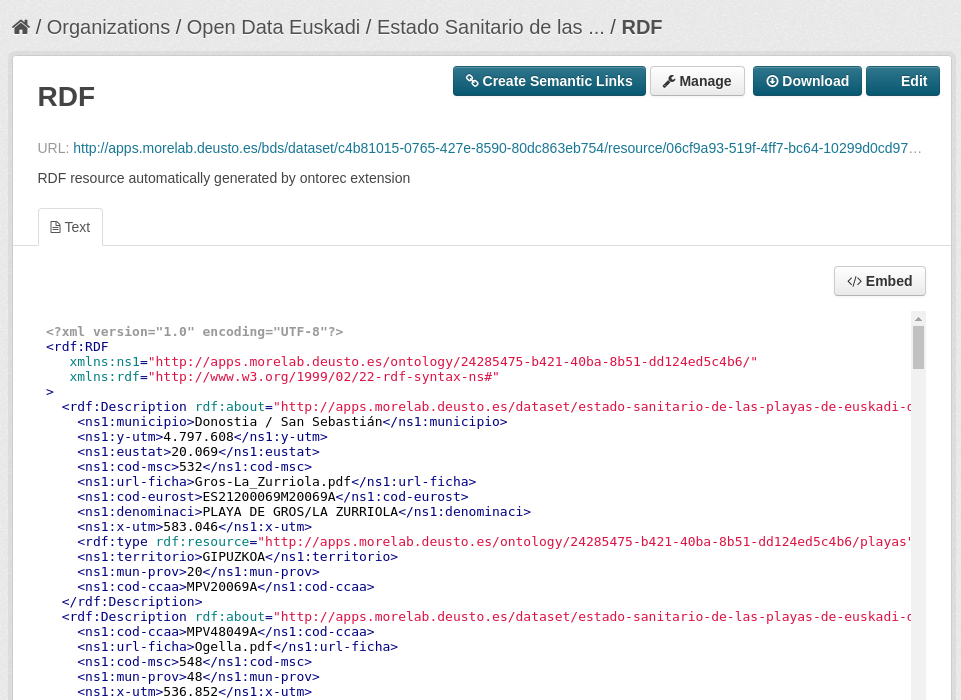 / Organizations / Open Data Euskadi / Estado Sanitario de las ... / RDF
Create Semantic Links Manage Download Edit
RDF
URL: http://apps.morelab.deusto.es/bds/dataset/c4b81015-0765-427e-8590-80dc863eb754/resource/06cf9a93-519f-4ff7-bc64-10299d0cd97…
RDF resource automatically generated by ontorec extension
Text
</> Embed
<?xml version="1.0" encoding="UTF-8"?>
<rdf:RDF
xmlns:ns1="http://apps.morelab.deusto.es/ontology/24285475-b421-40ba-8b51-dd124ed5c4b6/"
xmlns:rdf="http://www.w3.org/1999/02/22-rdf-syntax-ns#"
>
<rdf:Description rdf:about="http://apps.morelab.deusto.es/dataset/estado-sanitario-de-las-playas-de-euskadi-
<ns1:municipio>Donostia / San Sebastián</ns1:municipio>
<ns1:y-utm>4.797.608</ns1:y-utm>
<ns1:eustat>20.069</ns1:eustat>
<ns1:cod-msc>532</ns1:cod-msc>
<ns1:url-ficha>Gros-La_Zurriola.pdf</ns1:url-ficha>
<ns1:cod-eurost>ES21200069M20069A</ns1:cod-eurost>
<ns1:denominaci>PLAYA DE GROS/LA ZURRIOLA</ns1:denominaci>
<ns1:x-utm>583.046</ns1:x-utm>
<rdf:type rdf:resource="http://apps.morelab.deusto.es/ontology/24285475-b421-40ba-8b51-dd124ed5c4b6/playas"
<ns1:territorio>GIPUZKOA</ns1:territorio>
<ns1:mun-prov>20</ns1:mun-prov>
<ns1:cod-ccaa>MPV20069A</ns1:cod-ccaa>
</rdf:Description>
<rdf:Description rdf:about="http://apps.morelab.deusto.es/dataset/estado-sanitario-de-las-playas-de-euskadi-
<ns1:cod-ccaa>MPV48049A</ns1:cod-ccaa>
<ns1:url-ficha>Ogella.pdf</ns1:url-ficha>
<ns1:cod-msc>548</ns1:cod-msc>
<ns1:mun-prov>48</ns1:mun-prov>
<ns1:x-utm>536.852</ns1:x-utm>